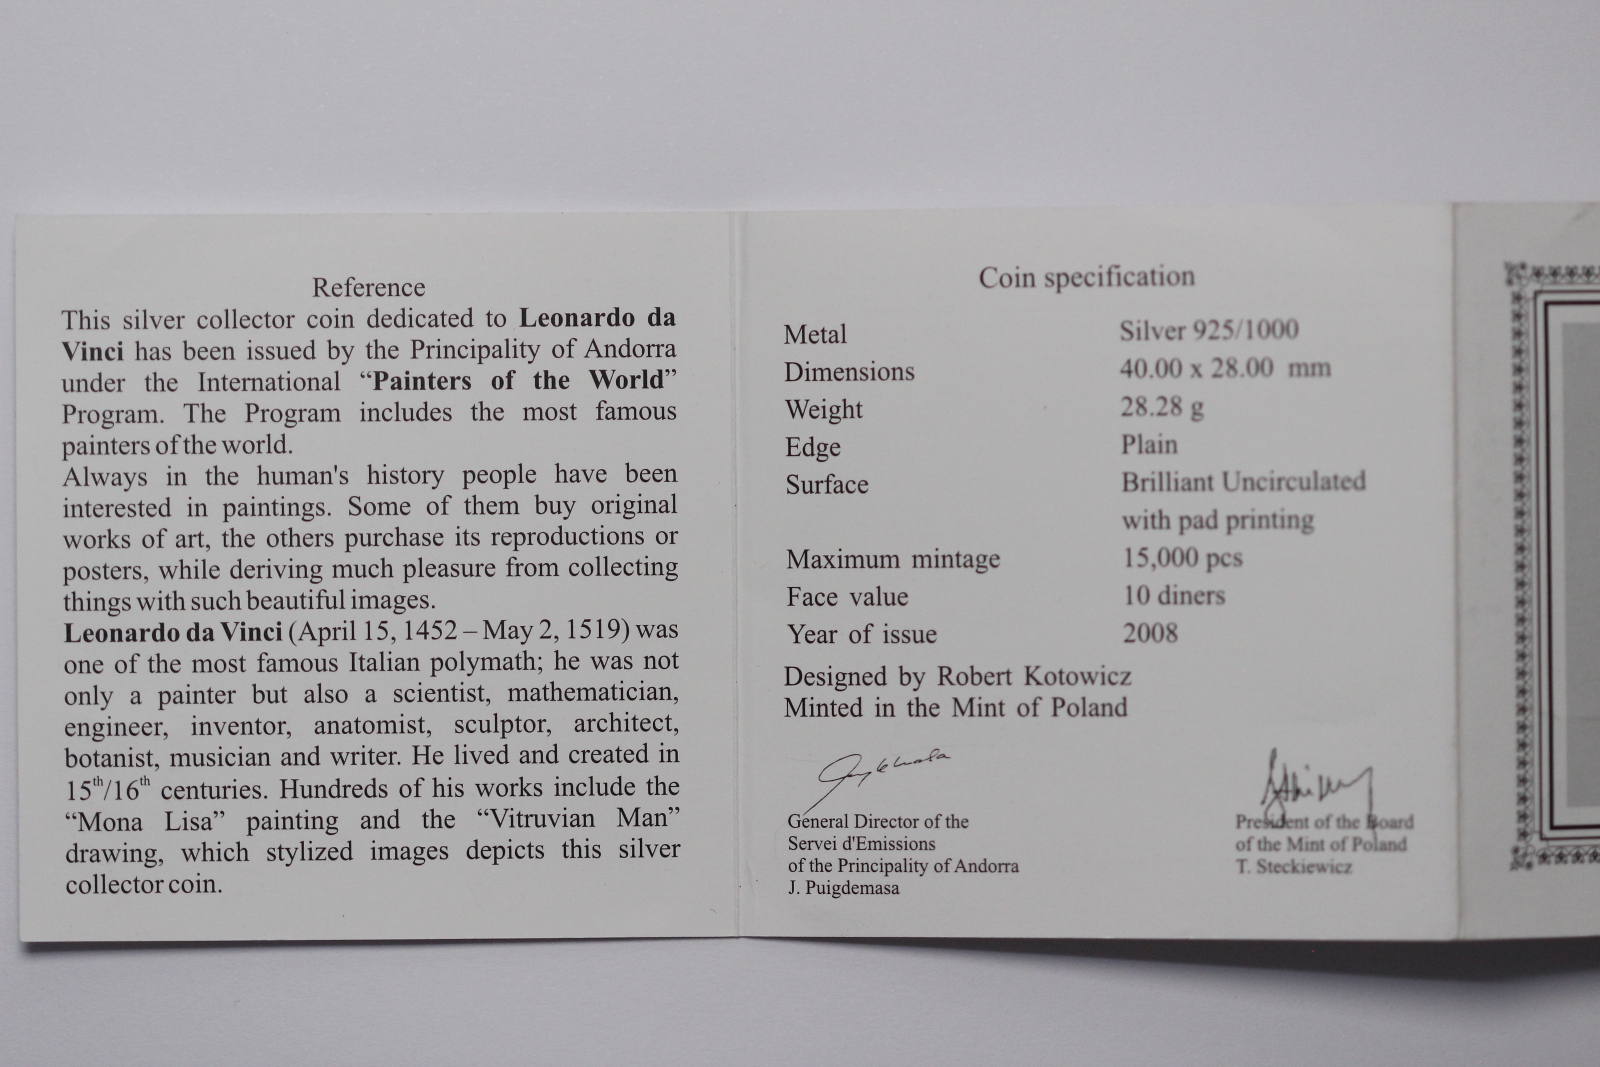 Reference
This silver collector coin dedicated to Leonardo da
Vinci has been issued by the Principality of Andorra
under the International “Painters of the World”
Program. The Program includes the most famous
painters of the world.
Always in the human's history people have been
interested in paintings. Some of them buy original
works of art, the others purchase its reproductions or
posters, while deriving much pleasure from collecting
things with such beautiful images.
Leonardo da Vinci (April 15, 1452 – May 2, 1519) was
one of the most famous Italian polymath; he was not
only a painter but also a scientist, mathematician,
engineer, inventor, anatomist, sculptor, architect,
botanist, musician and writer. He lived and created in
15th/16th centuries. Hundreds of his works include the
“Mona Lisa” painting and the “Vitruvian Man”
drawing, which stylized images depicts this silver
collector coin.
Coin specification
Metal Silver 925/1000
Dimensions 40.00 x 28.00 mm
Weight 28.28 g
Edge Plain
Surface Brilliant Uncirculated
with pad printing
Maximum mintage 15,000 pcs
Face value 10 diners
Year of issue 2008
Designed by Robert Kotowicz
Minted in the Mint of Poland
General Director of the
Servei d'Emissions
of the Principality of Andorra
J. Puigdemasa
President of the Board
of the Mint of Poland
T. Steckiewicz